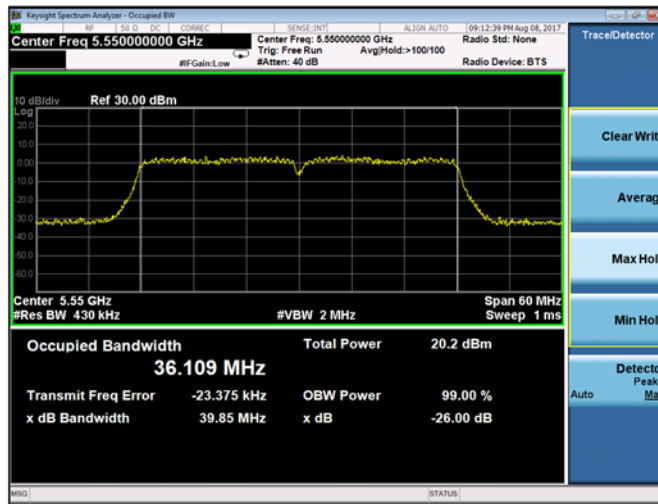 Keysight Spectrum Analyzer - Occupied BW
RF 50 Ω DC CORREC SENSE:INT ALIGN AUTO 09:12:39 PM Aug 08, 2017
Center Freq 5.550000000 GHz
Center Freq: 5.550000000 GHz
Radio Std: None
Trig: Free Run Avg|Hold:>100/100
#IFGain:Low #Atten: 40 dB Radio Device: BTS
Trace/Detector
10 dB/div Ref 30.00 dBm
Log
20.0
10.0
0.00
-10.0
-20.0
-30.0
-40.0
-50.0
-60.0
Center 5.55 GHz Span 60 MHz
#Res BW 430 kHz #VBW 2 MHz Sweep 1 ms
Occupied Bandwidth Total Power 20.2 dBm
36.109 MHz
Transmit Freq Error -23.375 kHz OBW Power 99.00 %
x dB Bandwidth 39.85 MHz x dB -26.00 dB
Clear Writ
Averag
Max Hol
Min Hol
Detecto
Peak
Auto Ma
MSG STATUS